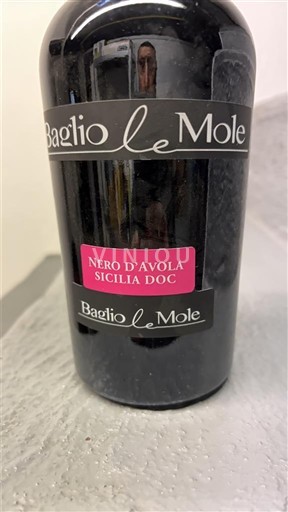 Baglio le Mole
VINIOU
NERO D'AVOLA
SICILIA DOC
Baglio le Mole